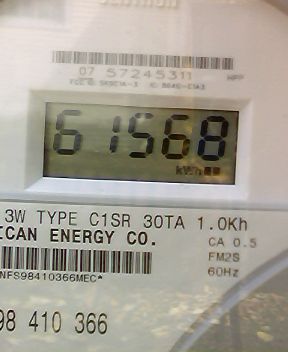 07 57245311 HPP
61568
kWh
3W TYPE C1SR 30TA 1.0Kh
ICAN ENERGY CO.
CA 0.5
FM2S
60Hz
NFS98410366MEC*
98 410 366